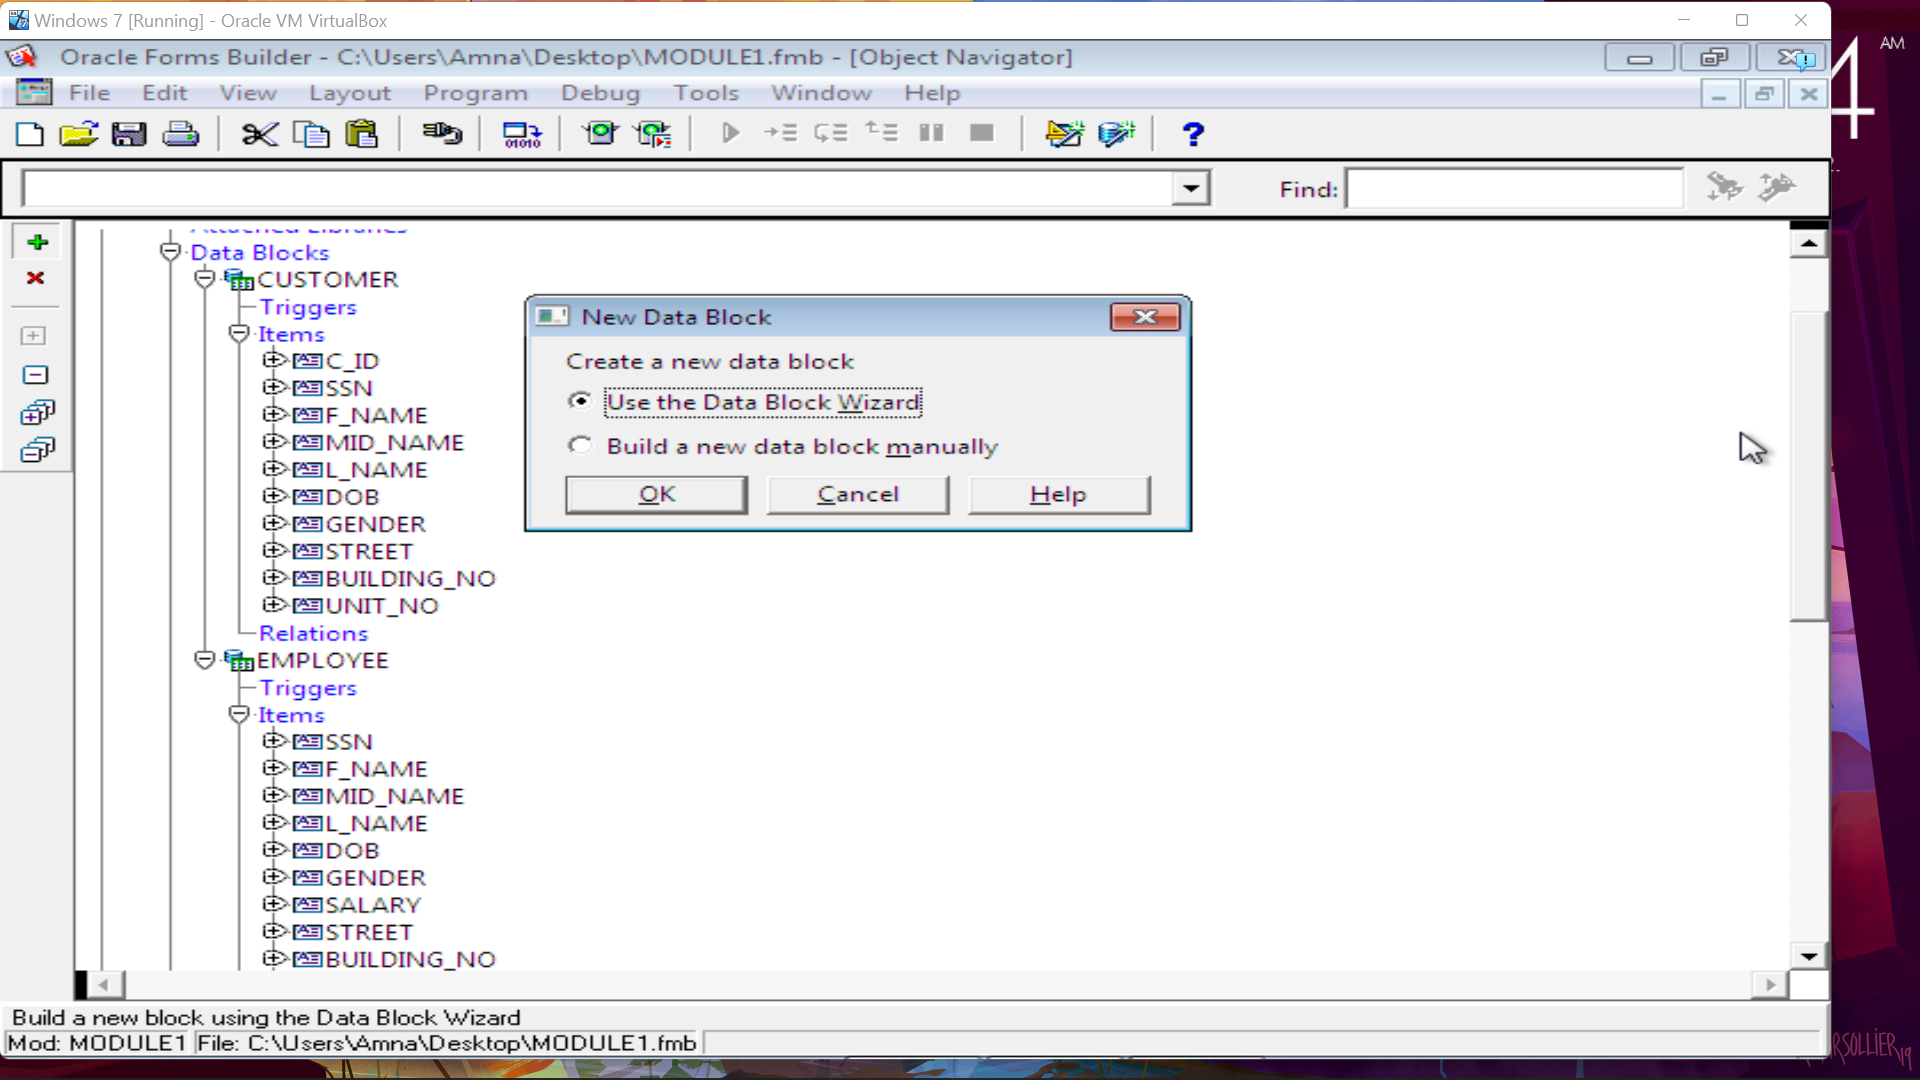 Windows 7 [Running] - Oracle VM VirtualBox
AM
Oracle Forms Builder - C:\Users\Amna\Desktop\MODULE1.fmb - [Object Navigator]
File Edit View Layout Program Debug Tools Window Help
4
Find:
Attached Libraries
Data Blocks
CUSTOMER
Triggers
Items
C_ID
SSN
F_NAME
MID_NAME
L_NAME
DOB
GENDER
STREET
BUILDING_NO
UNIT_NO
Relations
EMPLOYEE
Triggers
Items
SSN
F_NAME
MID_NAME
L_NAME
DOB
GENDER
SALARY
STREET
BUILDING_NO
New Data Block
Create a new data block
Use the Data Block Wizard
Build a new data block manually
OK Cancel Help
Build a new block using the Data Block Wizard
Mod: MODULE1 File: C:\Users\Amna\Desktop\MODULE1.fmb